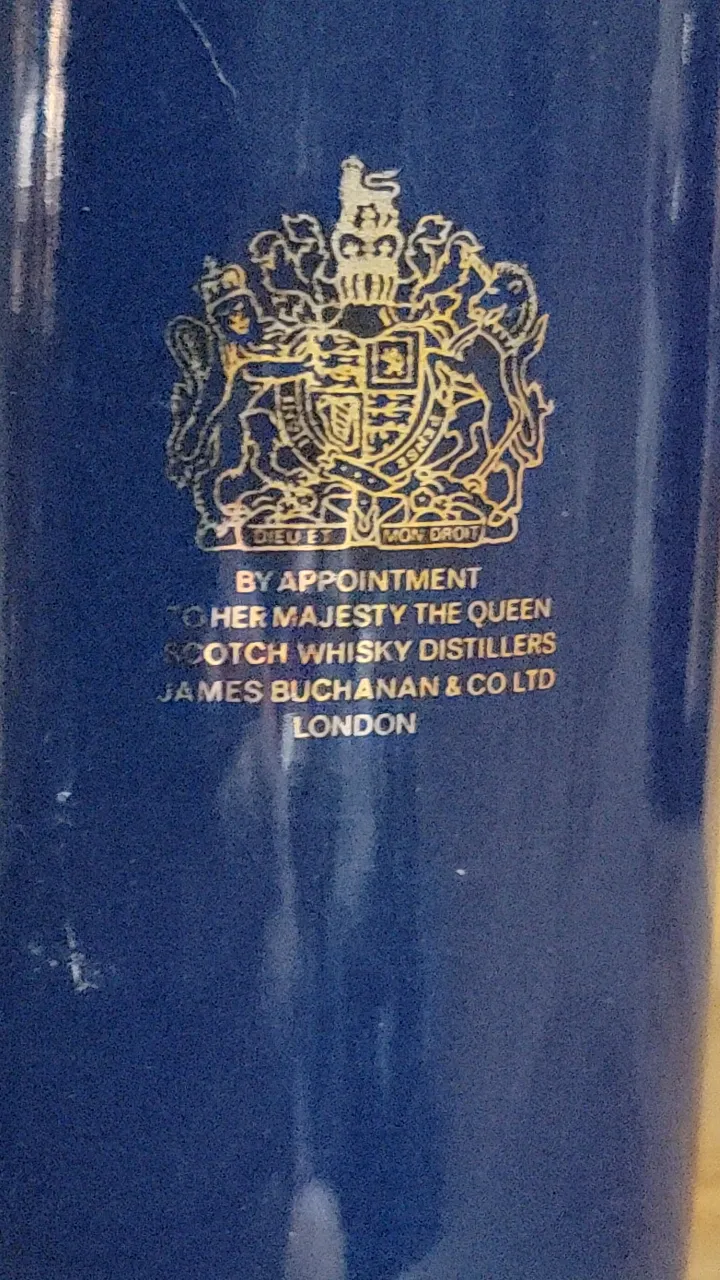 DIEU ET MON DROIT
BY APPOINTMENT
TO HER MAJESTY THE QUEEN
SCOTCH WHISKY DISTILLERS
JAMES BUCHANAN & CO LTD
LONDON